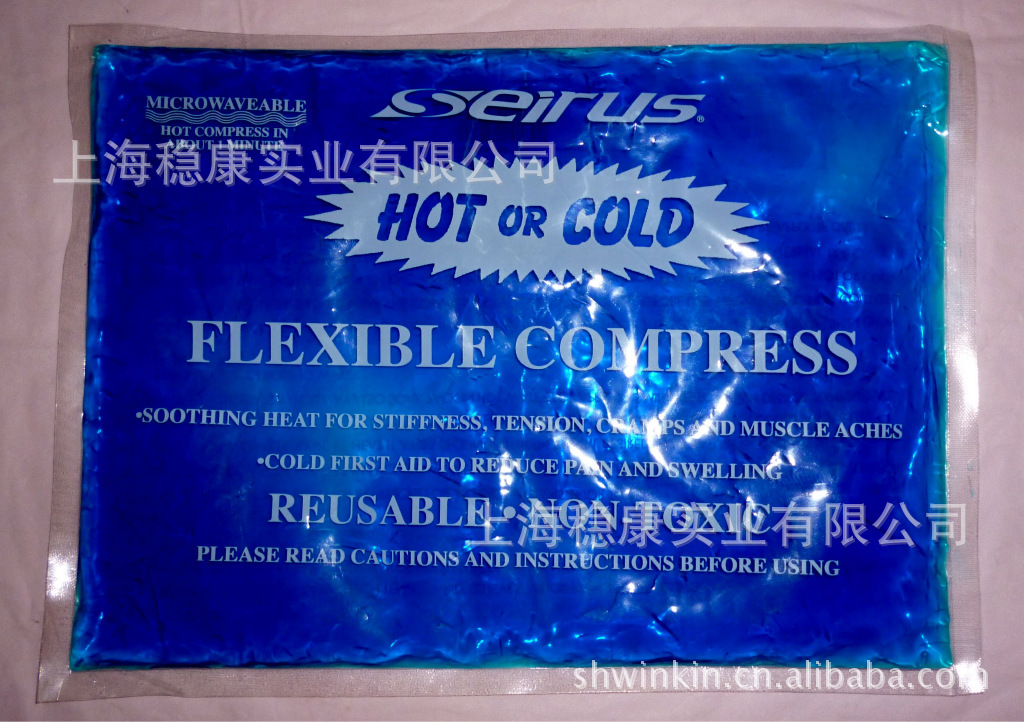 MICROWAVEABLE
HOT COMPRESS IN
ABOUT 1 MINUTE
Seirus®
上海稳康实业有限公司
HOT OR COLD
FLEXIBLE COMPRESS
•SOOTHING HEAT FOR STIFFNESS, TENSION, CRAMPS AND MUSCLE ACHES
•COLD FIRST AID TO REDUCE PAIN AND SWELLING
REUSABLE • NON-TOXIC
上海稳康实业有限公司
PLEASE READ CAUTIONS AND INSTRUCTIONS BEFORE USING
shwinkin.cn.alibaba.com